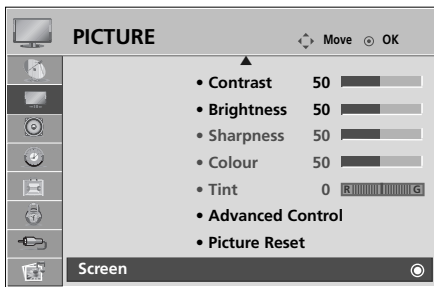 PICTURE Move OK
• Contrast 50
• Brightness 50
• Sharpness 50
• Colour 50
• Tint 0 R G
• Advanced Control
• Picture Reset
Screen